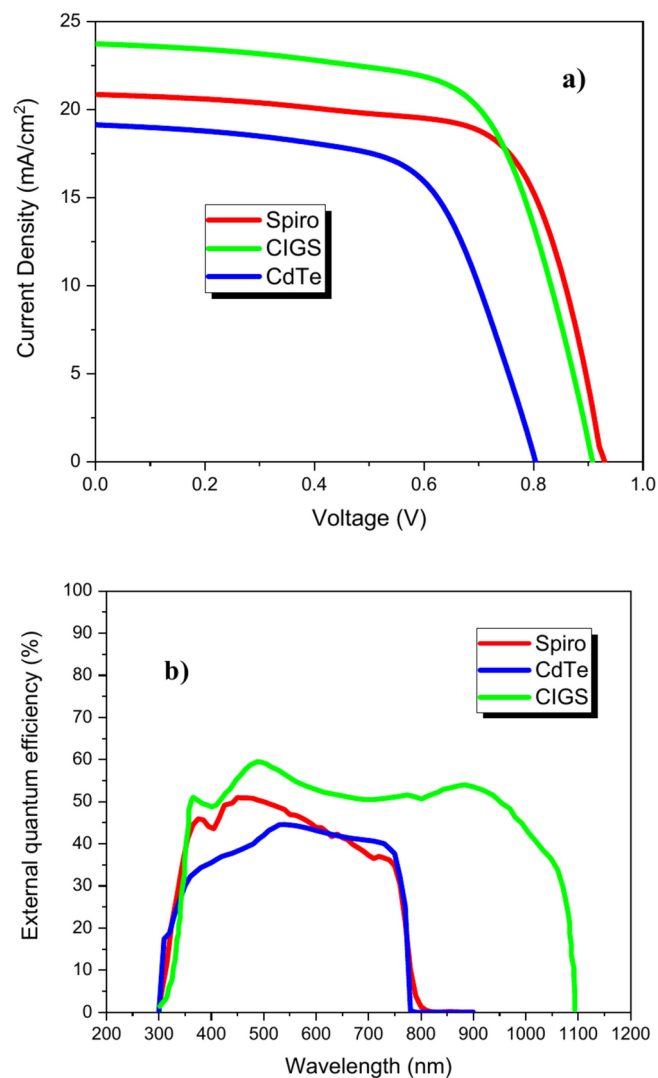 25
20
15
10
5
0
0.0 0.2 0.4 0.6 0.8 1.0
Current Density (mA/cm²)
Voltage (V)
a)
Spiro
CIGS
CdTe
100
90
80
70
60
50
40
30
20
10
0
200 300 400 500 600 700 800 900 1000 1100 1200
External quantum efficiency (%)
Wavelength (nm)
b)
Spiro
CdTe
CIGS